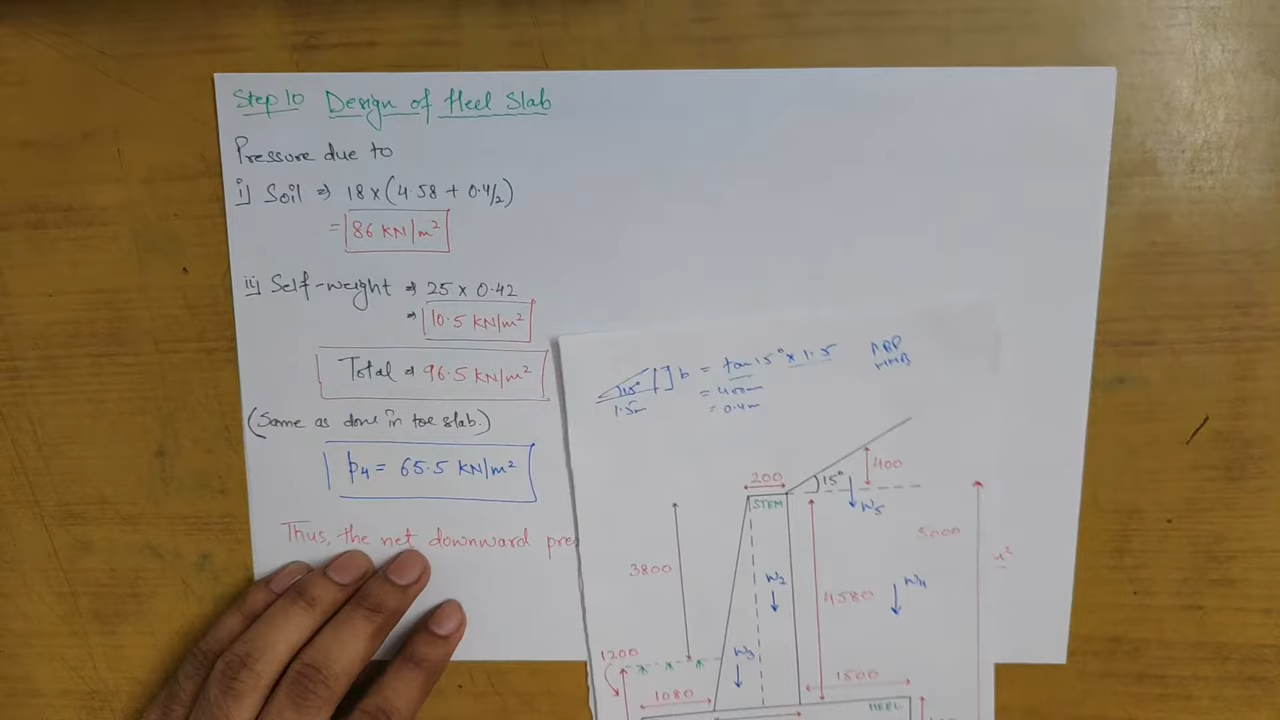 Step 10 Design of Heel Slab
Pressure due to
i) Soil ⇒ 18 × (4.58 + 0.4/2)
= 86 KN/m²
ii) Self-weight ⇒ 25 × 0.42
⇒ 10.5 KN/m²
Total ⇒ 96.5 KN/m²
(Same as done in toe slab.)
p4 = 65.5 KN/m²
Thus, the net downward pre
15° b = tan 15° × 1.5
1.5m = 400mm
= 0.4m
200
400
STEM
15°
W5
5000
3800
W2
4580
W4
W3
1200
1080
1500
HEEL